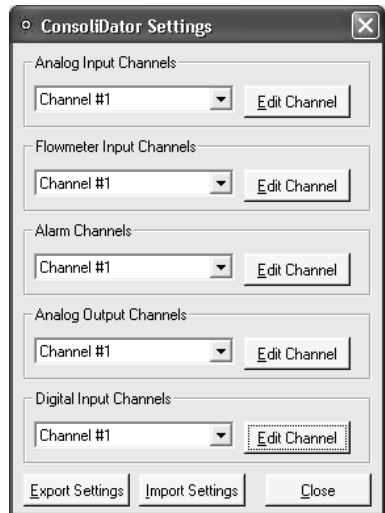 ConsoliDator Settings
Analog Input Channels
Channel #1 Edit Channel
Flowmeter Input Channels
Channel #1 Edit Channel
Alarm Channels
Channel #1 Edit Channel
Analog Output Channels
Channel #1 Edit Channel
Digital Input Channels
Channel #1 Edit Channel
Export Settings Import Settings Close